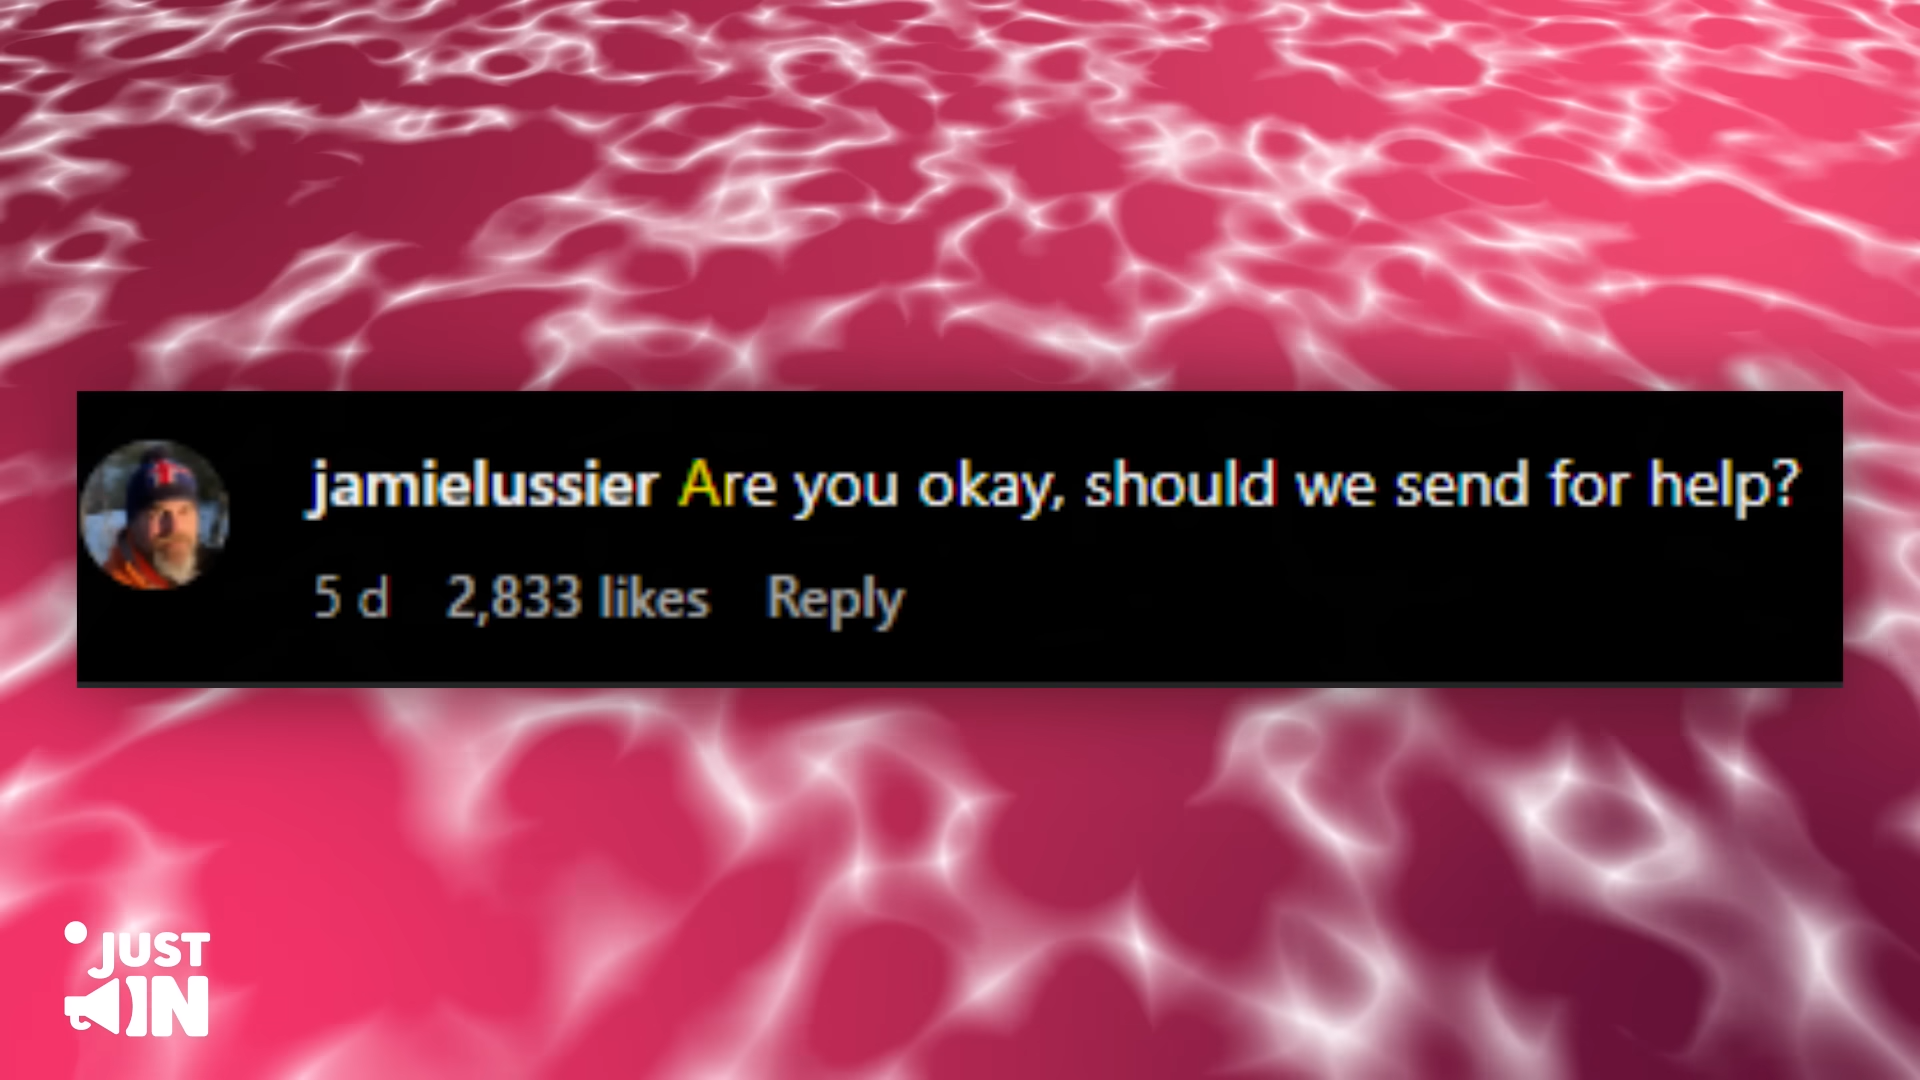 jamielussier Are you okay, should we send for help?
5 d 2,833 likes Reply
JUST
IN